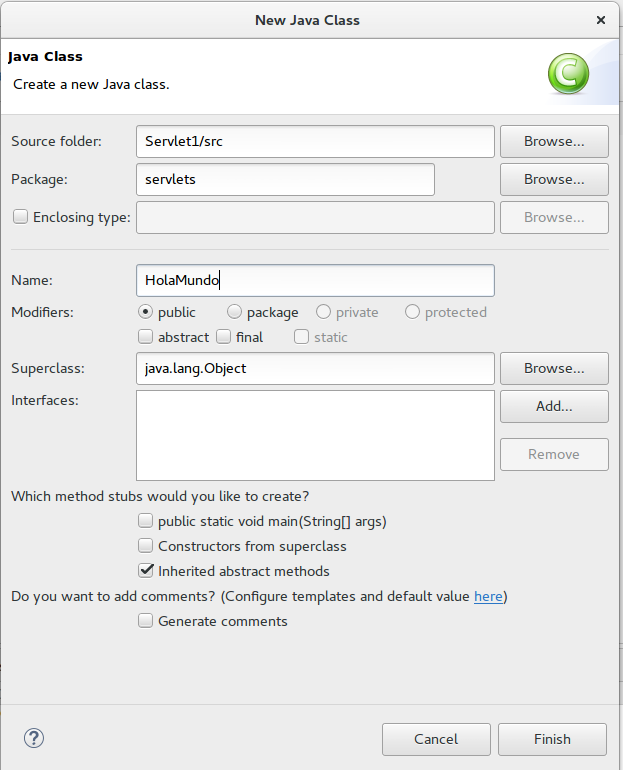 New Java Class
Java Class
Create a new Java class.
Source folder: Servlet1/src Browse...
Package: servlets Browse...
Enclosing type: Browse...
Name: HolaMundo
Modifiers: public package private protected
abstract final static
Superclass: java.lang.Object Browse...
Interfaces: Add...
Remove
Which method stubs would you like to create?
public static void main(String[] args)
Constructors from superclass
Inherited abstract methods
Do you want to add comments? (Configure templates and default value here)
Generate comments
Cancel Finish